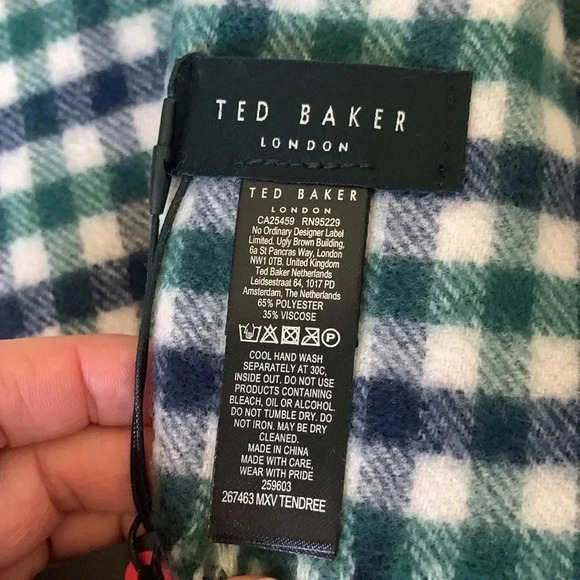 TED BAKER
LONDON
TED BAKER
LONDON
CA25459 RN95229
No Ordinary Designer Label
Limited. Ugly Brown Building,
6a St Pancras Way, London
NW1 0TB. United Kingdom
Ted Baker Netherlands
Leidsestraat 64, 1017 PD
Amsterdam, The Netherlands
65% POLYESTER
35% VISCOSE
COOL HAND WASH
SEPARATELY AT 30C,
INSIDE OUT. DO NOT USE
PRODUCTS CONTAINING
BLEACH, OIL OR ALCOHOL.
DO NOT TUMBLE DRY. DO
NOT IRON. MAY BE DRY
CLEANED.
MADE IN CHINA
MADE WITH CARE,
WEAR WITH PRIDE
259603
267463 MXV TENDREE